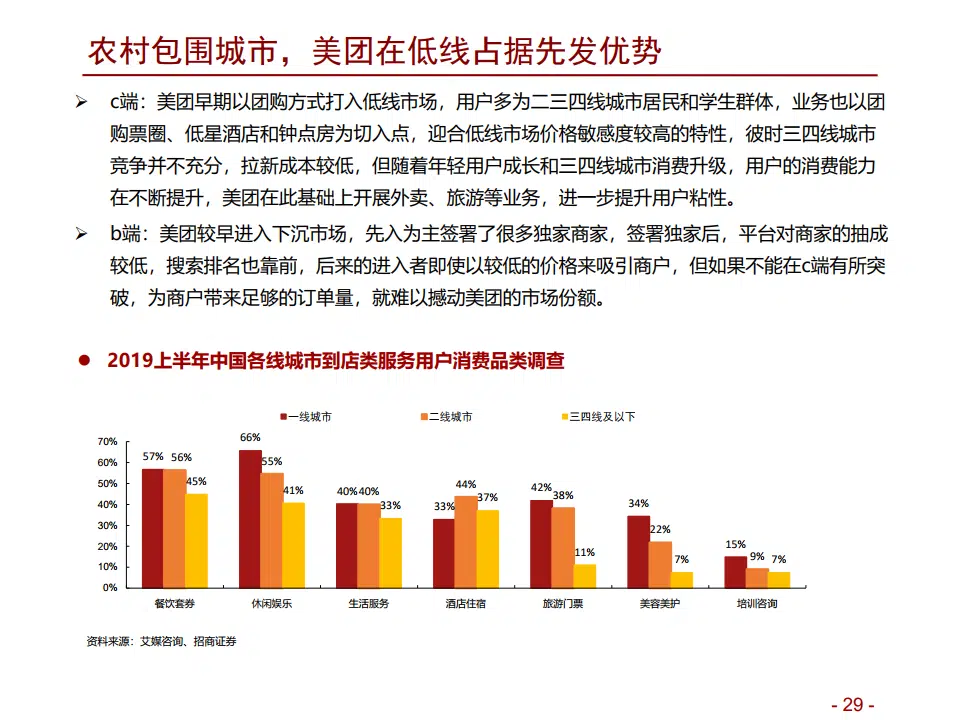 农村包围城市，美团在低线占据先发优势
➢ c端：美团早期以团购方式打入低线市场，用户多为二三四线城市居民和学生群体，业务也以团
购票圈、低星酒店和钟点房为切入点，迎合低线市场价格敏感度较高的特性，彼时三四线城市
竞争并不充分，拉新成本较低，但随着年轻用户成长和三四线城市消费升级，用户的消费能力
在不断提升，美团在此基础上开展外卖、旅游等业务，进一步提升用户粘性。
➢ b端：美团较早进入下沉市场，先入为主签署了很多独家商家，签署独家后，平台对商家的抽成
较低，搜索排名也靠前，后来的进入者即使以较低的价格来吸引商户，但如果不能在c端有所突
破，为商户带来足够的订单量，就难以撼动美团的市场份额。
● 2019上半年中国各线城市到店类服务用户消费品类调查
一线城市 二线城市 三四线及以下
70%
60%
50%
40%
30%
20%
10%
0%
57% 56% 45%
66% 55% 41%
40% 40% 33%
33% 44% 37%
42% 38% 11%
34% 22% 7%
15% 9% 7%
餐饮套券 休闲娱乐 生活服务 酒店住宿 旅游门票 美容美护 培训咨询
资料来源：艾媒咨询、招商证券
- 29 -